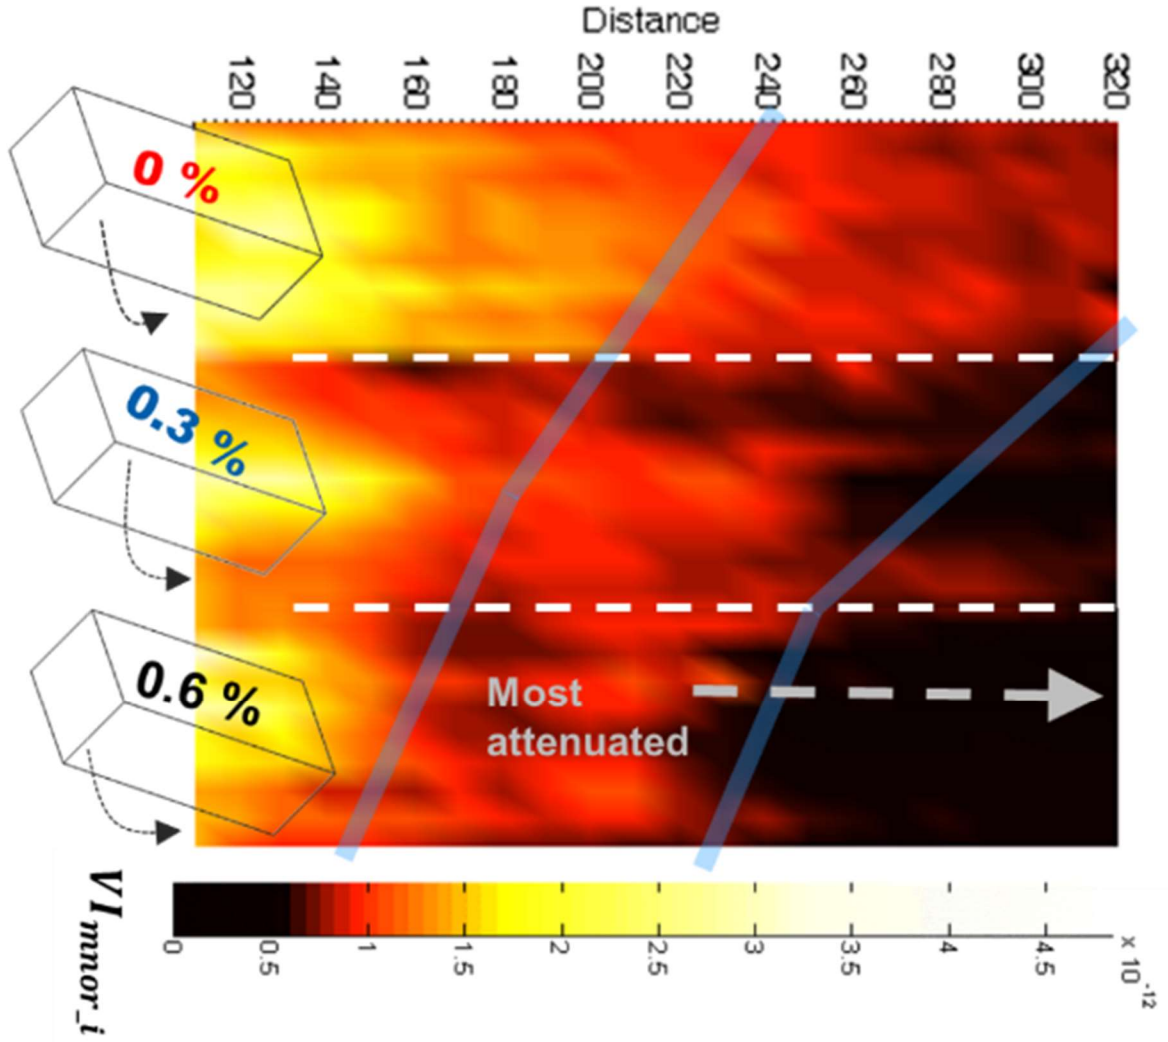 Distance
120 140 160 180 200 220 240 260 280 300 320
0 %
0.3 %
0.6 %
Most
attenuated
VI mnor_i
0 0.5 1 1.5 2 2.5 3 3.5 4 4.5
x 10⁻¹²